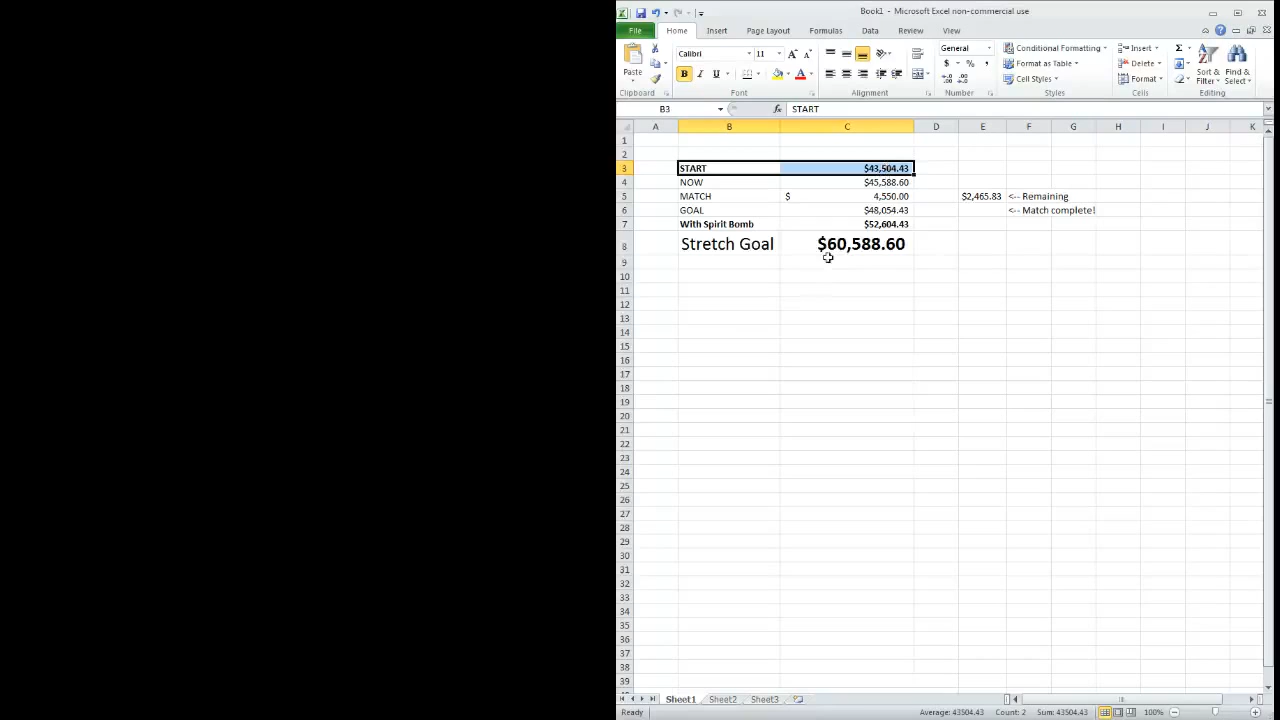 Book1 - Microsoft Excel non-commercial use
File Home Insert Page Layout Formulas Data Review View
Paste
Calibri 11
B I U
General
$ % ,
Conditional Formatting
Format as Table
Cell Styles
Insert
Delete
Format
Σ
Sort & Filter
Find & Select
Clipboard Font Alignment Number Styles Cells Editing
B3 fx START
A B C D E F G H I J K
1
2
3 START $43,504.43
4 NOW $45,588.60
5 MATCH $ 4,550.00 $2,465.83 <-- Remaining
6 GOAL $48,054.43 <-- Match complete!
7 With Spirit Bomb $52,604.43
8 Stretch Goal $60,588.60
9
10
11
12
13
14
15
16
17
18
19
20
21
22
23
24
25
26
27
28
29
30
31
32
33
34
35
36
37
38
39
Sheet1 Sheet2 Sheet3
Ready Average: 43504.43 Count: 2 Sum: 43504.43 100%